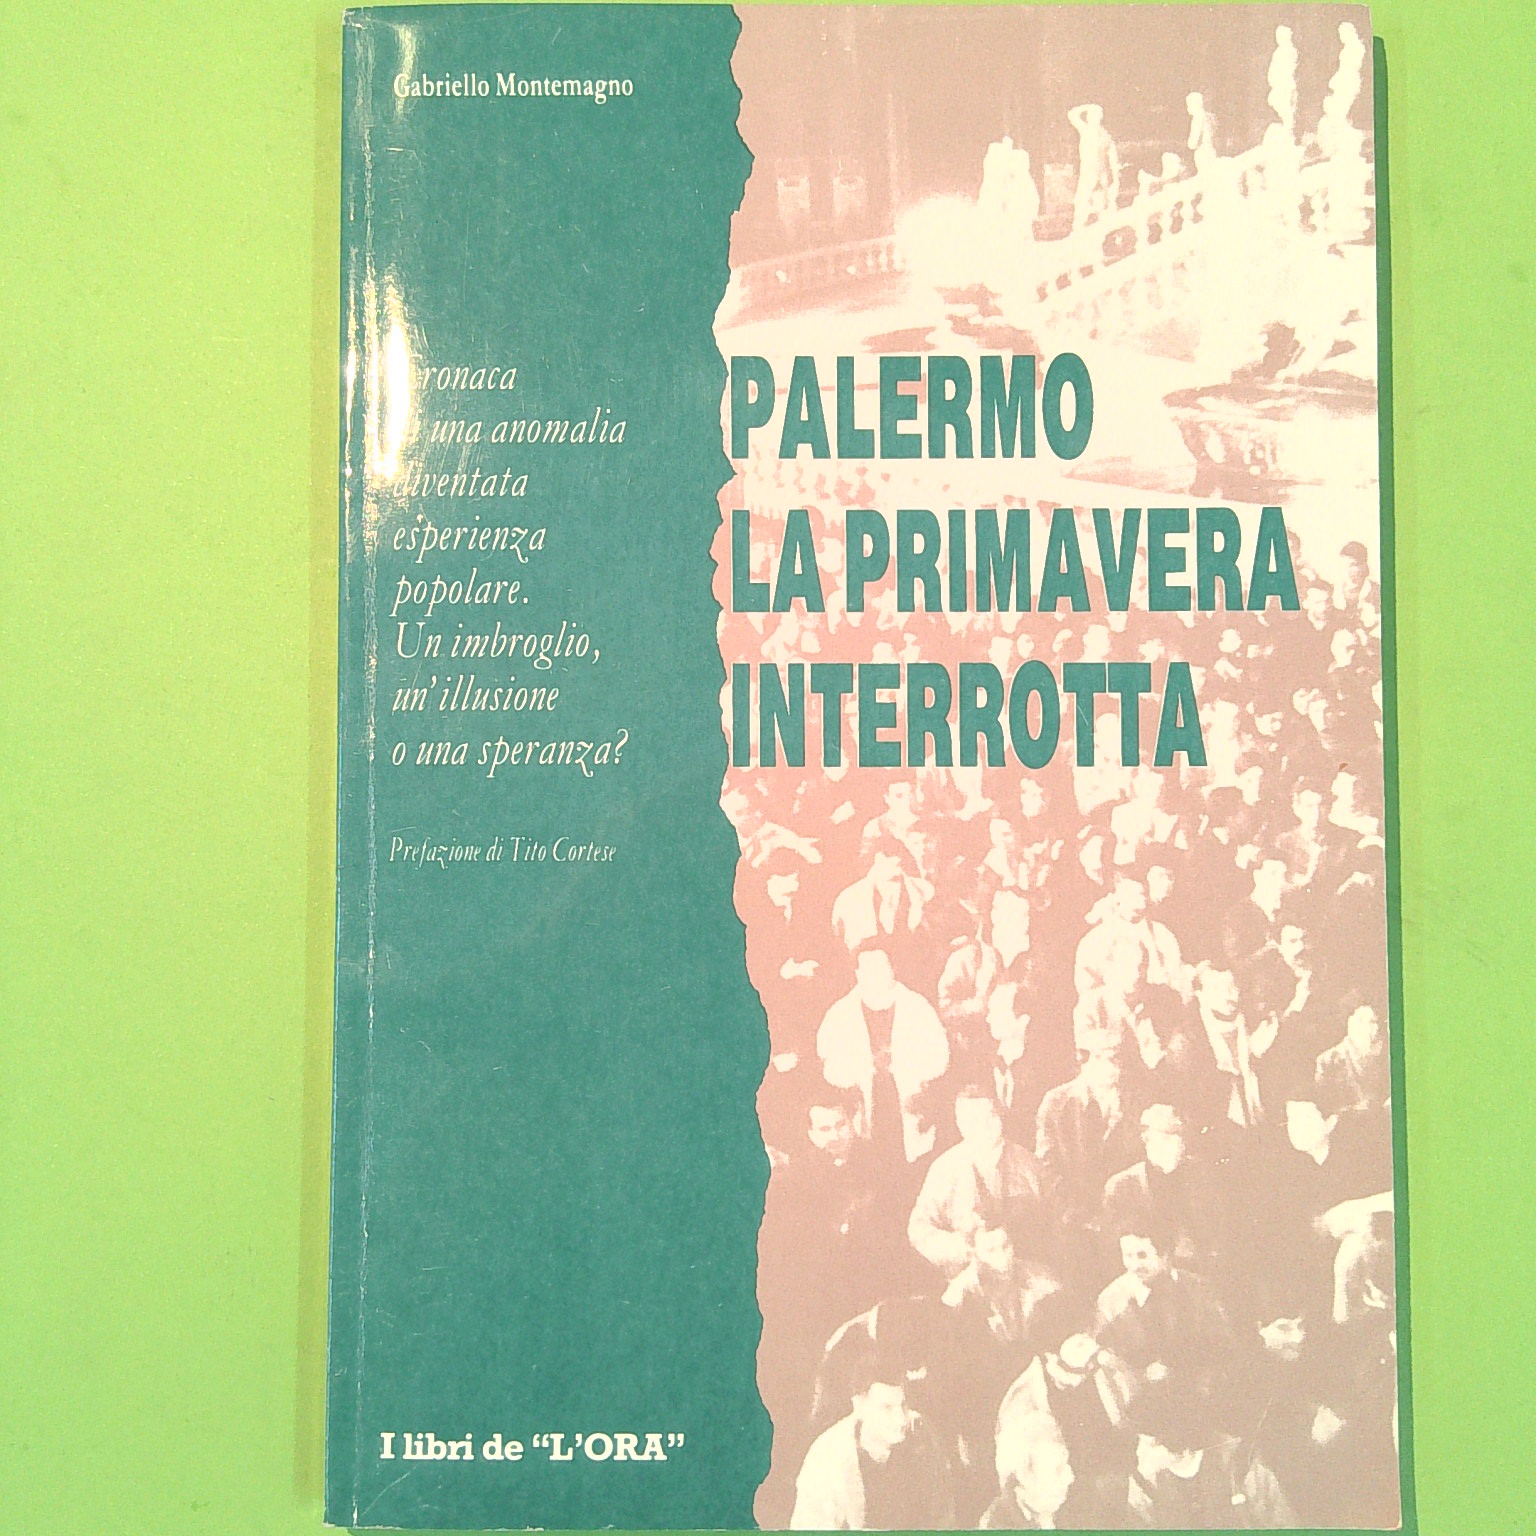 Gabriello Montemagno
Cronaca
una anomalia
diventata
esperienza
popolare.
Un imbroglio,
un'illusione
o una speranza?
Prefazione di Tito Cortese
PALERMO
LA PRIMAVERA
INTERROTTA
I libri de “L’ORA”